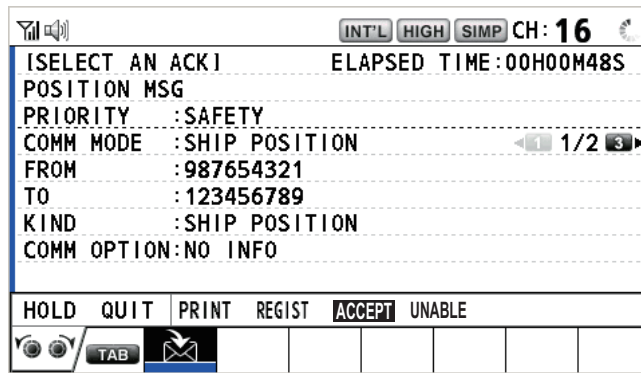 INT'L HIGH SIMP CH: 16
[SELECT AN ACK] ELAPSED TIME:00H00M48S
POSITION MSG
PRIORITY :SAFETY
COMM MODE :SHIP POSITION 1 1/2 3
FROM :987654321
TO :123456789
KIND :SHIP POSITION
COMM OPTION:NO INFO
HOLD QUIT PRINT REGIST ACCEPT UNABLE
TAB